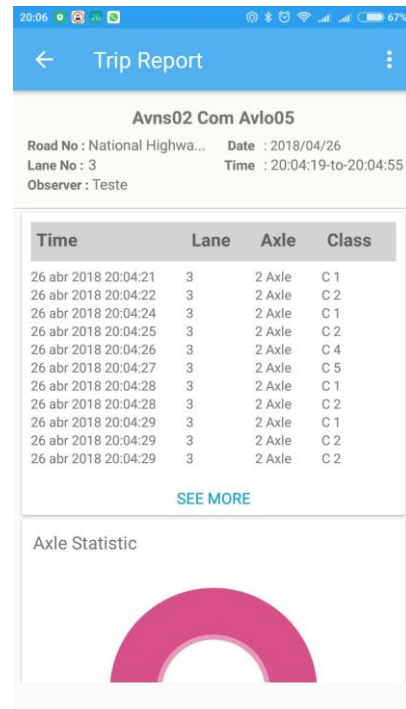 20:06 67%
Trip Report
Avns02 Com Avlo05
Road No : National Highwa... Date : 2018/04/26
Lane No : 3 Time : 20:04:19-to-20:04:55
Observer : Teste
Time Lane Axle Class
26 abr 2018 20:04:21 3 2 Axle C 1
26 abr 2018 20:04:22 3 2 Axle C 2
26 abr 2018 20:04:24 3 2 Axle C 1
26 abr 2018 20:04:25 3 2 Axle C 2
26 abr 2018 20:04:26 3 2 Axle C 4
26 abr 2018 20:04:27 3 2 Axle C 5
26 abr 2018 20:04:28 3 2 Axle C 1
26 abr 2018 20:04:28 3 2 Axle C 2
26 abr 2018 20:04:29 3 2 Axle C 1
26 abr 2018 20:04:29 3 2 Axle C 2
26 abr 2018 20:04:29 3 2 Axle C 2
SEE MORE
Axle Statistic